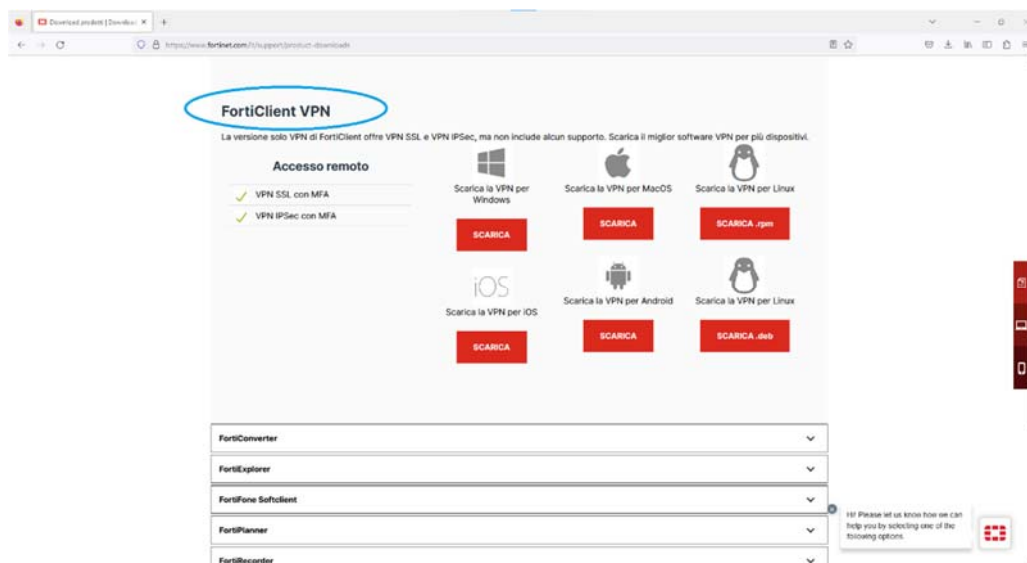 Download prodotti | Downloa
https://www.fortinet.com/it/support/product-downloads
FortiClient VPN
La versione solo VPN di FortiClient offre VPN SSL e VPN IPSec, ma non include alcun supporto. Scarica il miglior software VPN per più dispositivi.
Accesso remoto
VPN SSL con MFA
VPN IPSec con MFA
Scarica la VPN per
Windows
SCARICA
Scarica la VPN per MacOS
SCARICA
Scarica la VPN per Linux
SCARICA .rpm
iOS
Scarica la VPN per iOS
SCARICA
Scarica la VPN per Android
SCARICA
Scarica la VPN per Linux
SCARICA .deb
FortiConverter
FortiExplorer
FortiFone Softclient
FortiPlanner
FortiRecorder
Hi! Please let us know how we can
help you by selecting one of the
following options.